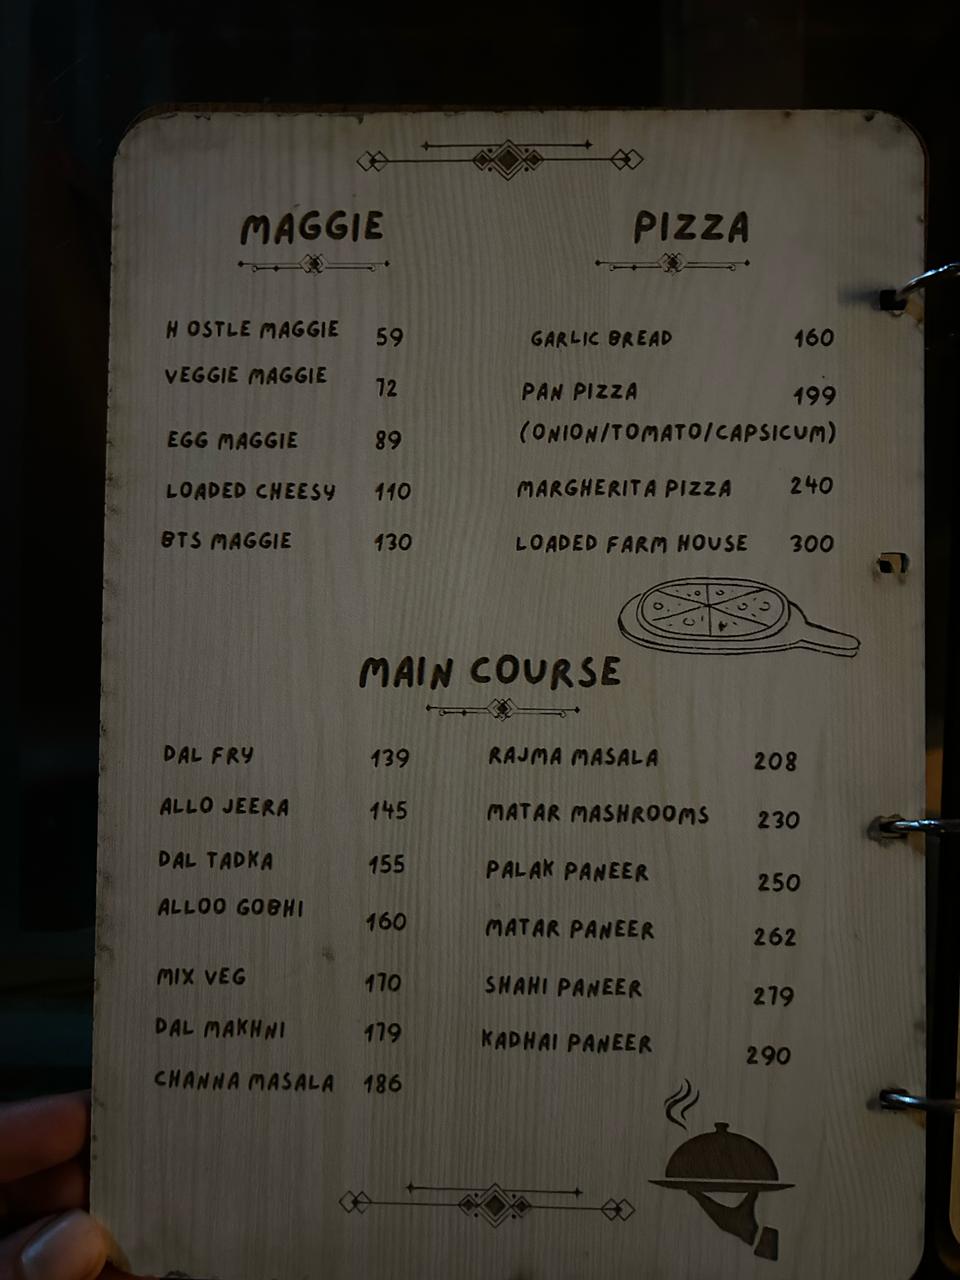 MAGGIE
H OSTLE MAGGIE 59
VEGGIE MAGGIE 72
EGG MAGGIE 89
LOADED CHEESY 110
BTS MAGGIE 130
PIZZA
GARLIC BREAD 160
PAN PIZZA 199
(ONION/TOMATO/CAPSICUM)
MARGHERITA PIZZA 240
LOADED FARM HOUSE 300
MAIN COURSE
DAL FRY 139
ALLO JEERA 145
DAL TADKA 155
ALLOO GOBHI 160
MIX VEG 170
DAL MAKHNI 179
CHANNA MASALA 186
RAJMA MASALA 208
MATAR MASHROOMS 230
PALAK PANEER 250
MATAR PANEER 262
SHAHI PANEER 279
KADHAI PANEER 290